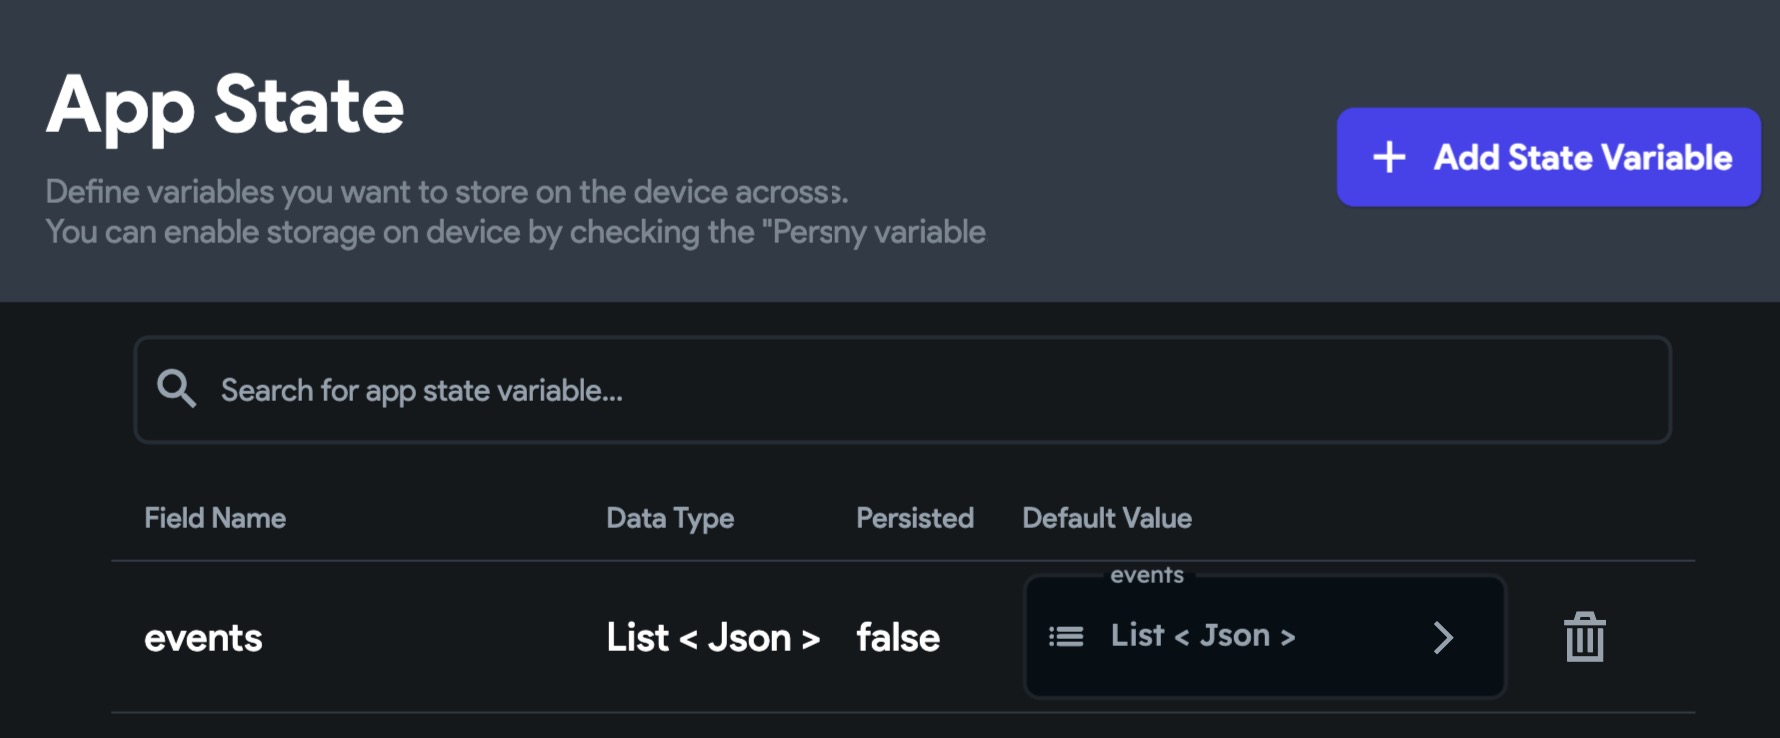 App State
Define variables you want to store on the device acrosss.
You can enable storage on device by checking the "Persny variable
+ Add State Variable
Search for app state variable...
Field Name Data Type Persisted Default Value
events
events List < Json > false List < Json >